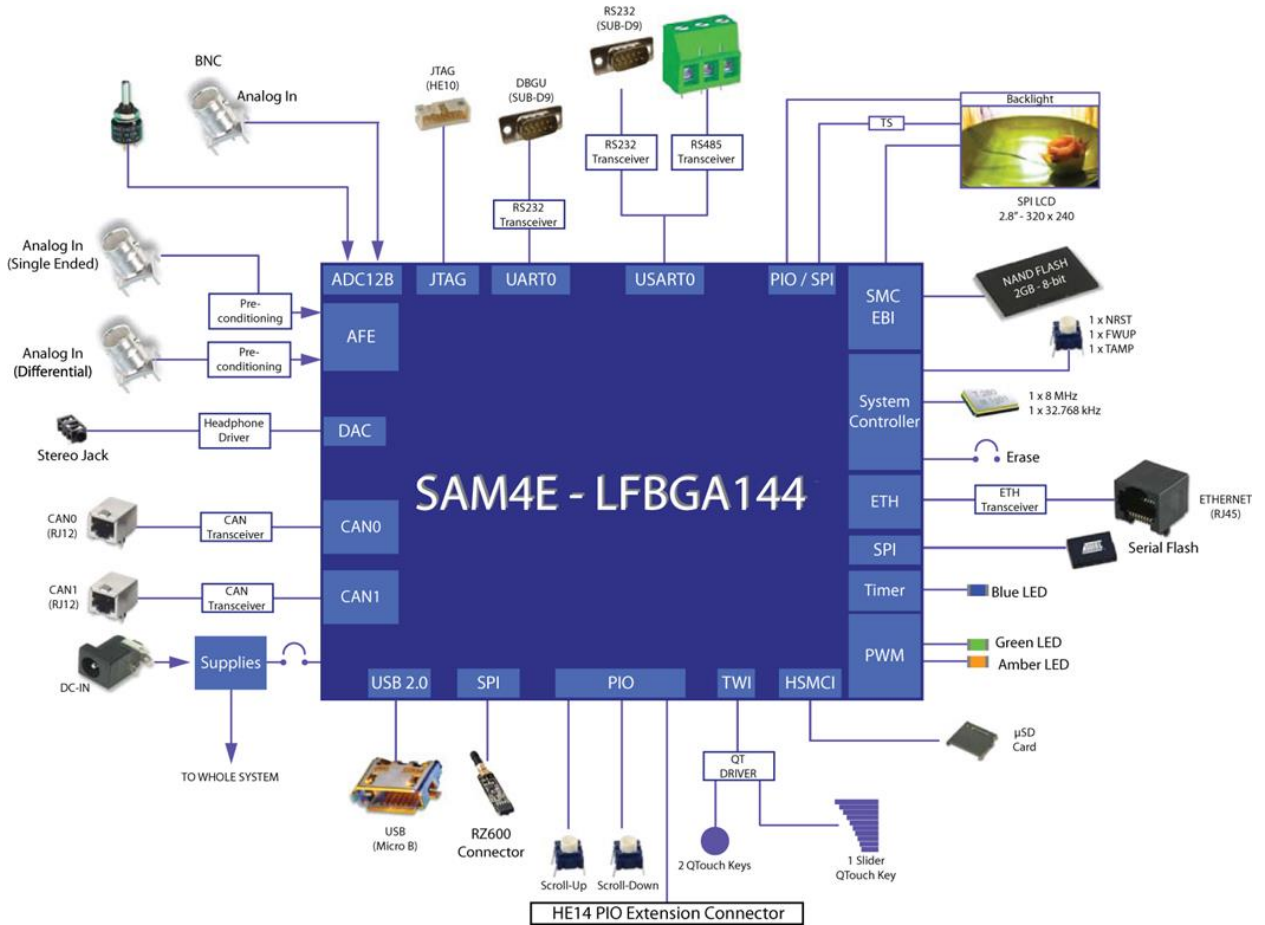 RS232
(SUB-D9)
BNC
Analog In
JTAG
(HE10)
DBGU
(SUB-D9)
Backlight
TS
RS232
Transceiver
RS485
Transceiver
SPI LCD
2.8" - 320 x 240
RS232
Transceiver
Analog In
(Single Ended)
Pre-
conditioning
ADC12B
JTAG
UART0
USART0
PIO / SPI
SMC
EBI
NAND FLASH
2GB - 8-bit
AFE
1 x NRST
1 x FWUP
1 x TAMP
Analog In
(Differential)
Pre-
conditioning
System
Controller
1 x 8 MHz
1 x 32.768 kHz
Headphone
Driver
DAC
Stereo Jack
Erase
SAM4E - LFBGA144
ETH
ETH
Transceiver
ETHERNET
(RJ45)
CAN0
(RJ12)
CAN
Transceiver
CAN0
SPI
Serial Flash
CAN1
(RJ12)
CAN
Transceiver
CAN1
Timer
Blue LED
Supplies
DC-IN
PWM
Green LED
Amber LED
USB 2.0
SPI
PIO
TWI
HSMCI
µSD
Card
TO WHOLE SYSTEM
QT
DRIVER
USB
(Micro B)
RZ600
Connector
Scroll-Up
Scroll-Down
2 QTouch Keys
1 Slider
QTouch Key
HE14 PIO Extension Connector